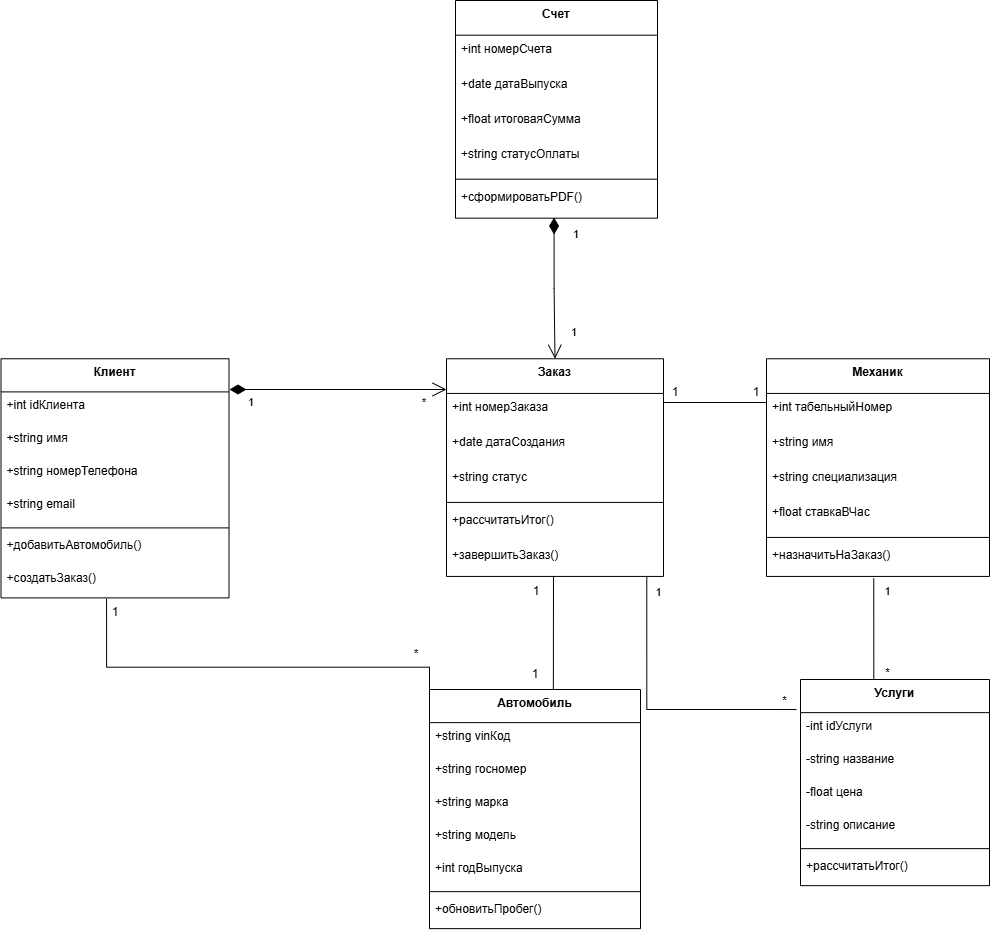 Счет
+int номерСчета
+date датаВыпуска
+float итоговаяСумма
+string статусОплаты
+сформироватьPDF()
1
1
Клиент
+int idКлиента
+string имя
+string номерТелефона
+string email
+добавитьАвтомобиль()
+создатьЗаказ()
1
*
Заказ
+int номерЗаказа
+date датаСоздания
+string статус
+рассчитатьИтог()
+завершитьЗаказ()
1
1
Механик
+int табельныйНомер
+string имя
+string специализация
+float ставкаВЧас
+назначитьНаЗаказ()
1
*
1
1
1
*
1
*
Автомобиль
+string vinКод
+string госномер
+string марка
+string модель
+int годВыпуска
+обновитьПробег()
Услуги
-int idУслуги
-string название
-float цена
-string описание
+рассчитатьИтог()